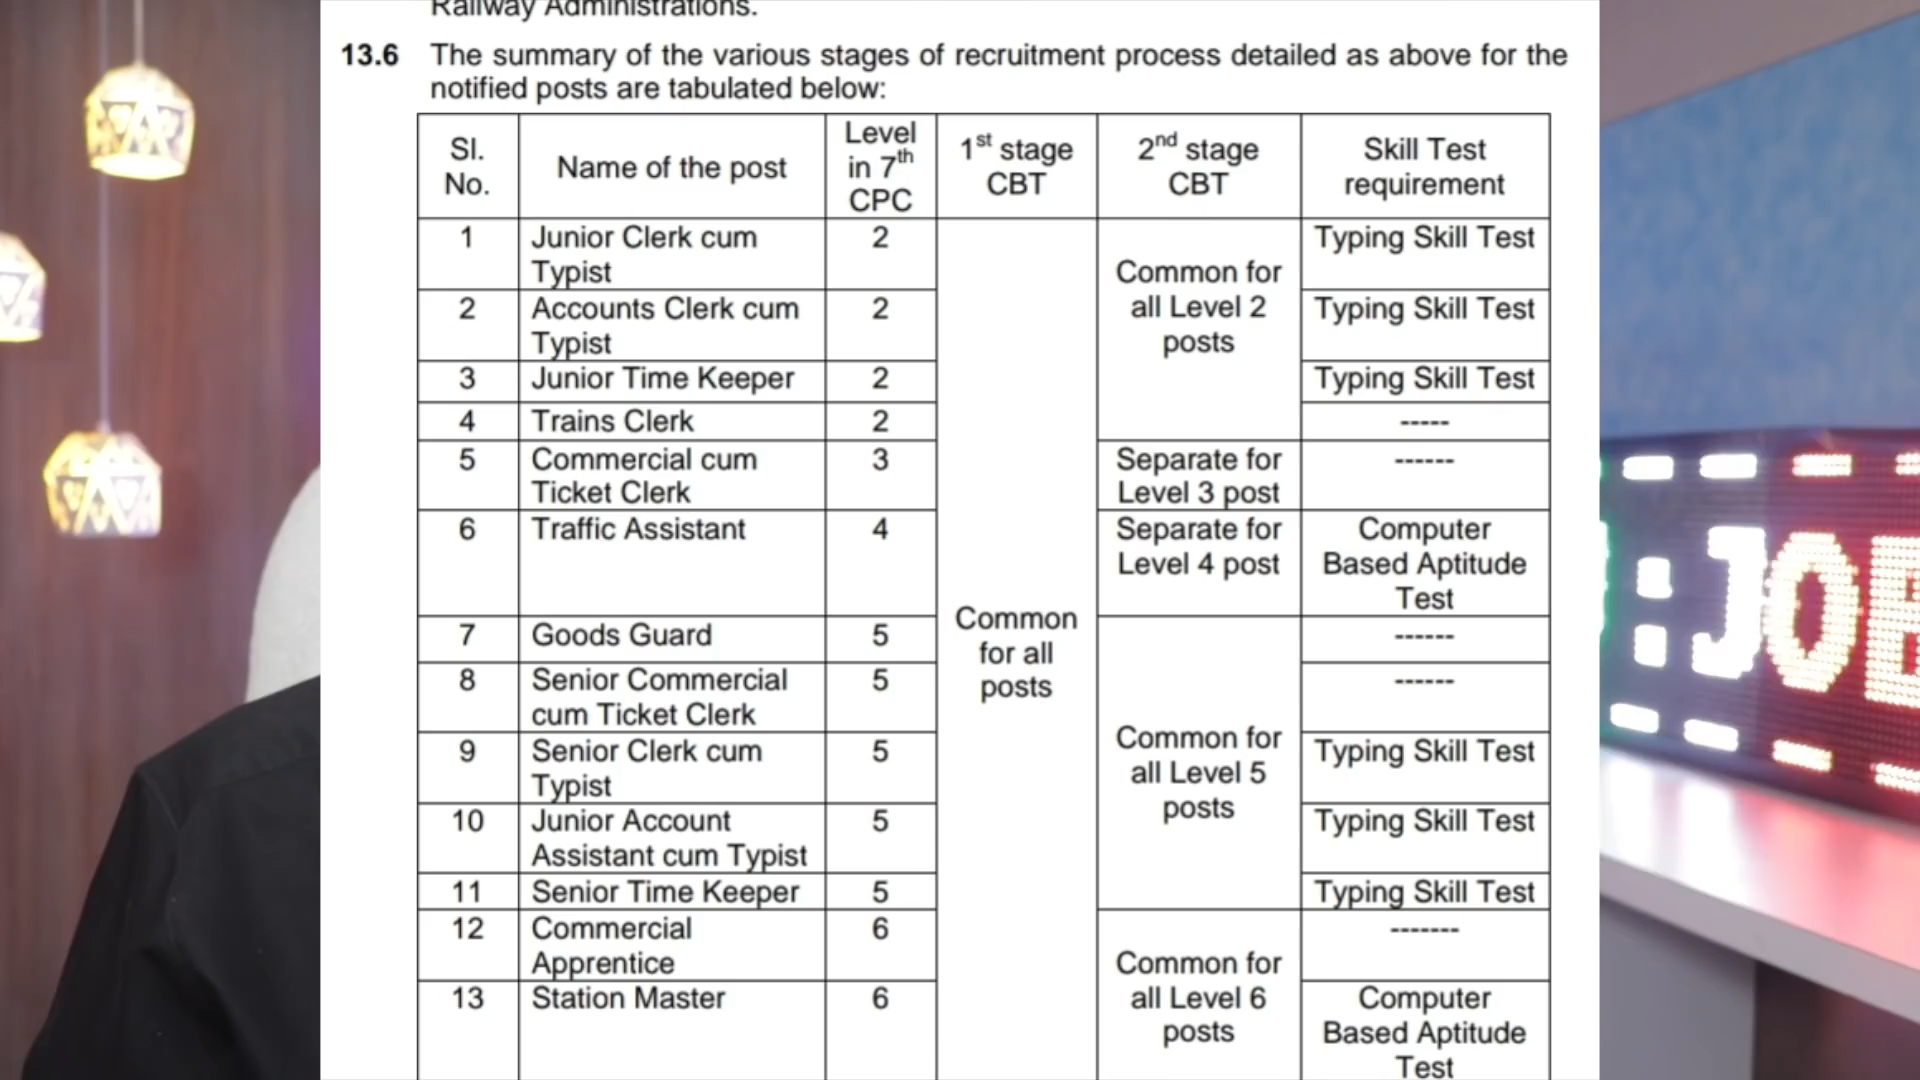 Railway Administrations.
13.6 The summary of the various stages of recruitment process detailed as above for the
notified posts are tabulated below:
Sl. No. Name of the post Level in 7th CPC 1st stage CBT 2nd stage CBT Skill Test requirement
1 Junior Clerk cum Typist 2 Common for all posts Common for all Level 2 posts Typing Skill Test
2 Accounts Clerk cum Typist 2 Typing Skill Test
3 Junior Time Keeper 2 Typing Skill Test
4 Trains Clerk 2 -----
5 Commercial cum Ticket Clerk 3 Separate for Level 3 post ------
6 Traffic Assistant 4 Separate for Level 4 post Computer Based Aptitude Test
7 Goods Guard 5 Common for all Level 5 posts ------
8 Senior Commercial cum Ticket Clerk 5 ------
9 Senior Clerk cum Typist 5 Typing Skill Test
10 Junior Account Assistant cum Typist 5 Typing Skill Test
11 Senior Time Keeper 5 Typing Skill Test
12 Commercial Apprentice 6 Common for all Level 6 posts -------
13 Station Master 6 Computer Based Aptitude Test
: JOB